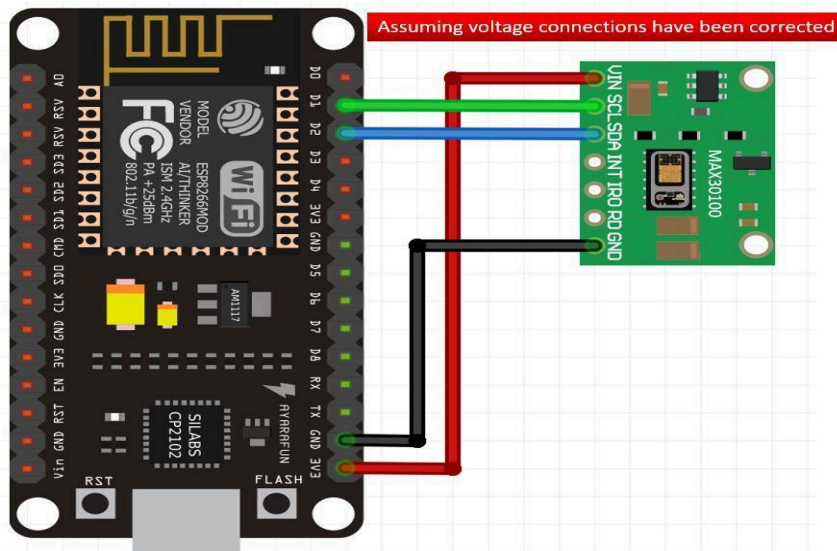 Assuming voltage connections have been corrected
A0
RSV
RSV
SD3
SD2
SD1
CMD
SD0
CLK
GND
3V3
EN
RST
GND
Vin
MODEL
VENDOR
ESP8266MOD
AI/THINKER
ISM 2.4GHz
PA +25dBm
802.11b/g/n
FC
Wi Fi
AM1117
SILABS
CP2102
AYARAFUN
RST
FLASH
D0
D1
D2
D3
D4
3V3
GND
D5
D6
D7
D8
RX
TX
GND
3V3
VIN
SCL
SDA
INT
IRO
RD
GND
MAX30100